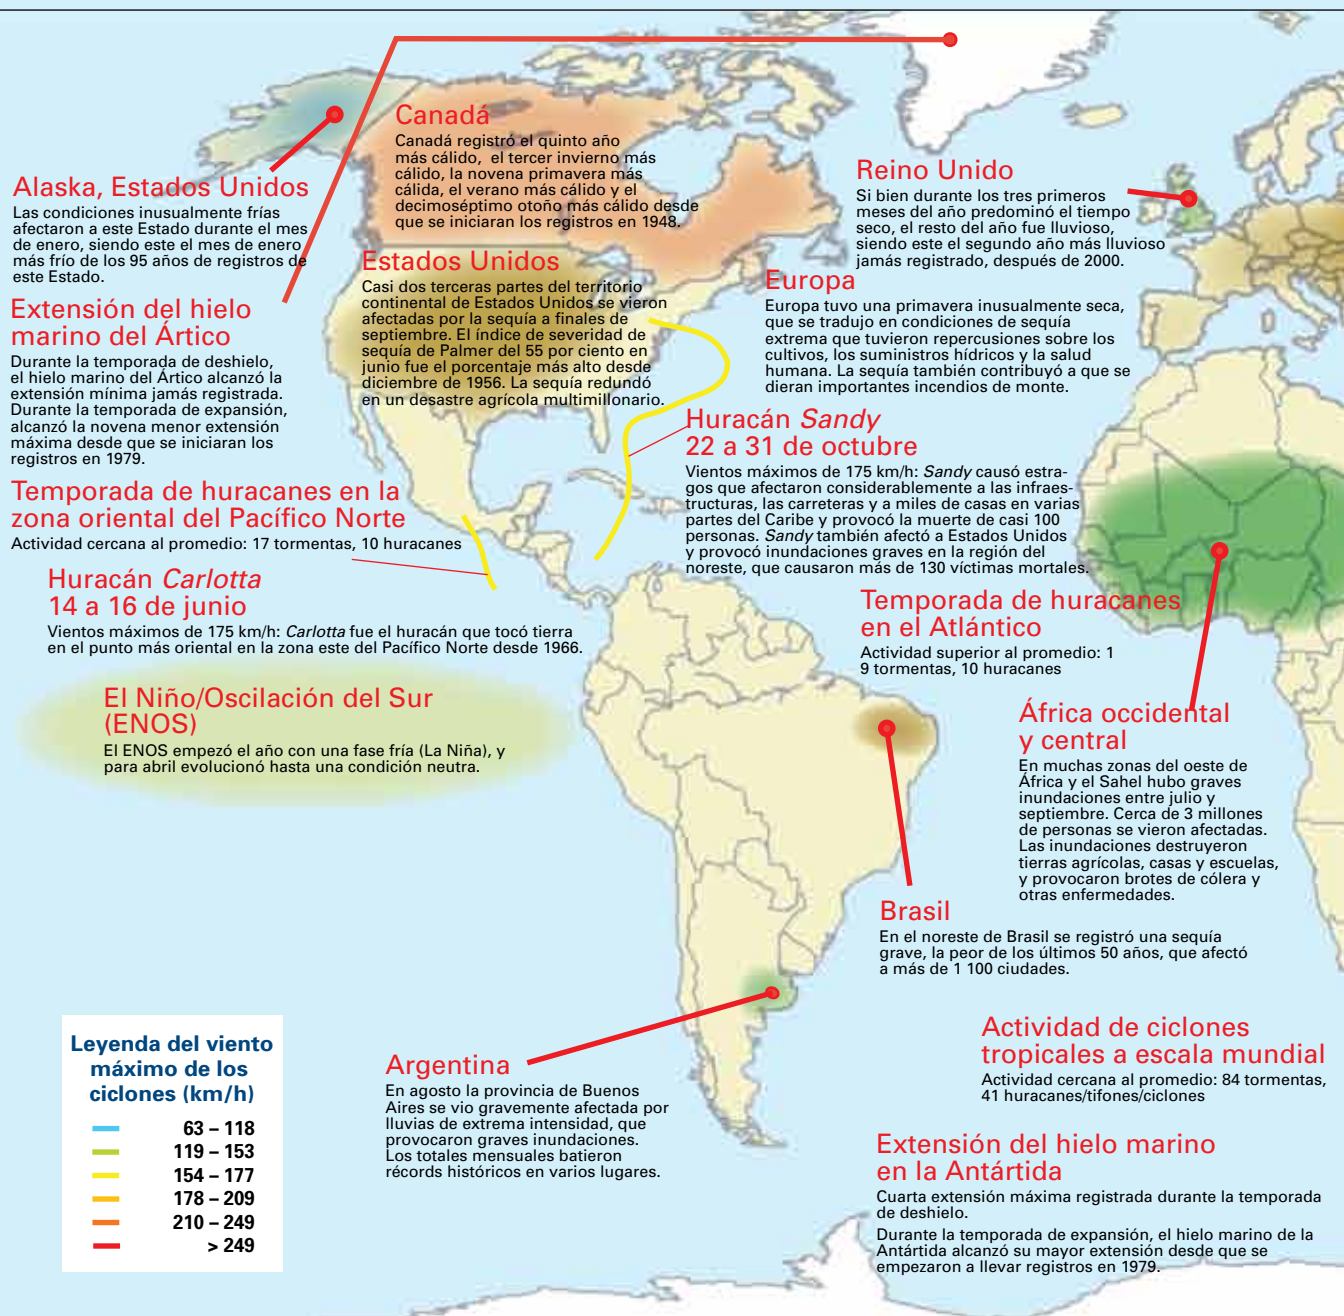 Canadá
Canadá registró el quinto año
más cálido, el tercer invierno más
cálido, la novena primavera más
cálida, el verano más cálido y el
decimoséptimo otoño más cálido desde
que se iniciaran los registros en 1948.
Alaska, Estados Unidos
Las condiciones inusualmente frías
afectaron a este Estado durante el mes
de enero, siendo este el mes de enero
más frío de los 95 años de registros de
este Estado.
Reino Unido
Si bien durante los tres primeros
meses del año predominó el tiempo
seco, el resto del año fue lluvioso,
siendo este el segundo año más lluvioso
jamás registrado, después de 2000.
Estados Unidos
Casi dos terceras partes del territorio
continental de Estados Unidos se vieron
afectadas por la sequía a finales de
septiembre. El índice de severidad de
sequía de Palmer del 55 por ciento en
junio fue el porcentaje más alto desde
diciembre de 1956. La sequía redundó
en un desastre agrícola multimillonario.
Europa
Europa tuvo una primavera inusualmente seca,
que se tradujo en condiciones de sequía
extrema que tuvieron repercusiones sobre los
cultivos, los suministros hídricos y la salud
humana. La sequía también contribuyó a que se
dieran importantes incendios de monte.
Extensión del hielo
marino del Ártico
Durante la temporada de deshielo,
el hielo marino del Ártico alcanzó la
extensión mínima jamás registrada.
Durante la temporada de expansión,
alcanzó la novena menor extensión
máxima desde que se iniciaran los
registros en 1979.
Huracán Sandy
22 a 31 de octubre
Vientos máximos de 175 km/h: Sandy causó estra-
gos que afectaron considerablemente a las infraes-
tructuras, las carreteras y a miles de casas en varias
partes del Caribe y provocó la muerte de casi 100
personas. Sandy también afectó a Estados Unidos
y provocó inundaciones graves en la región del
noreste, que causaron más de 130 víctimas mortales.
Temporada de huracanes en la
zona oriental del Pacífico Norte
Actividad cercana al promedio: 17 tormentas, 10 huracanes
Huracán Carlotta
14 a 16 de junio
Vientos máximos de 175 km/h: Carlotta fue el huracán que tocó tierra
en el punto más oriental en la zona este del Pacífico Norte desde 1966.
Temporada de huracanes
en el Atlántico
Actividad superior al promedio: 1
9 tormentas, 10 huracanes
El Niño/Oscilación del Sur
(ENOS)
El ENOS empezó el año con una fase fría (La Niña), y
para abril evolucionó hasta una condición neutra.
África occidental
y central
En muchas zonas del oeste de
África y el Sahel hubo graves
inundaciones entre julio y
septiembre. Cerca de 3 millones
de personas se vieron afectadas.
Las inundaciones destruyeron
tierras agrícolas, casas y escuelas,
y provocaron brotes de cólera y
otras enfermedades.
Brasil
En el noreste de Brasil se registró una sequía
grave, la peor de los últimos 50 años, que afectó
a más de 1 100 ciudades.
Argentina
En agosto la provincia de Buenos
Aires se vio gravemente afectada por
lluvias de extrema intensidad, que
provocaron graves inundaciones.
Los totales mensuales batieron
récords históricos en varios lugares.
Actividad de ciclones
tropicales a escala mundial
Actividad cercana al promedio: 84 tormentas,
41 huracanes/tifones/ciclones
Extensión del hielo marino
en la Antártida
Cuarta extensión máxima registrada durante la temporada
de deshielo.
Durante la temporada de expansión, el hielo marino de la
Antártida alcanzó su mayor extensión desde que se
empezaron a llevar registros en 1979.
Leyenda del viento
máximo de los
ciclones (km/h)
63 – 118
119 – 153
154 – 177
178 – 209
210 – 249
> 249